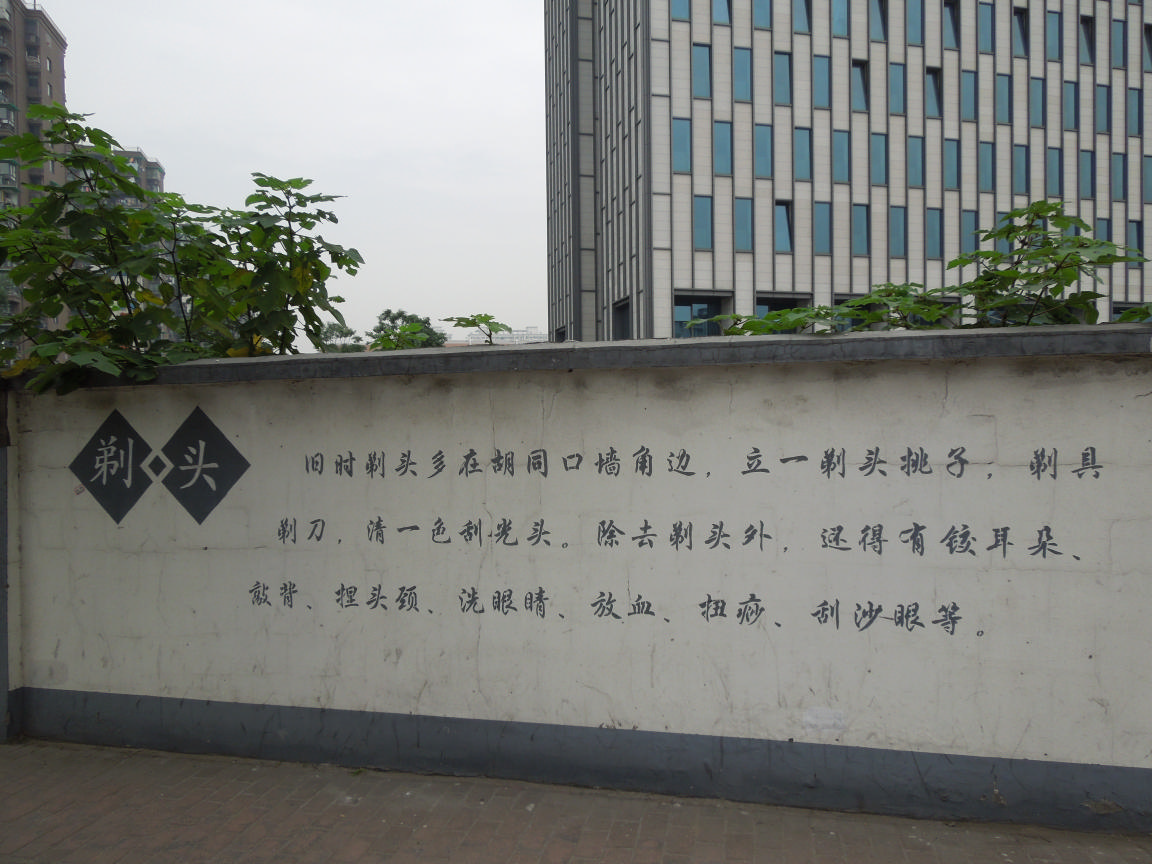 剃头
旧时剃头多在胡同口墙角边，立一剃头挑子，剃具
剃刀，清一色刮光头。除去剃头外，还得有铰耳朵、
敲背、捏头颈、洗眼睛、放血、扭痧、刮沙眼等。